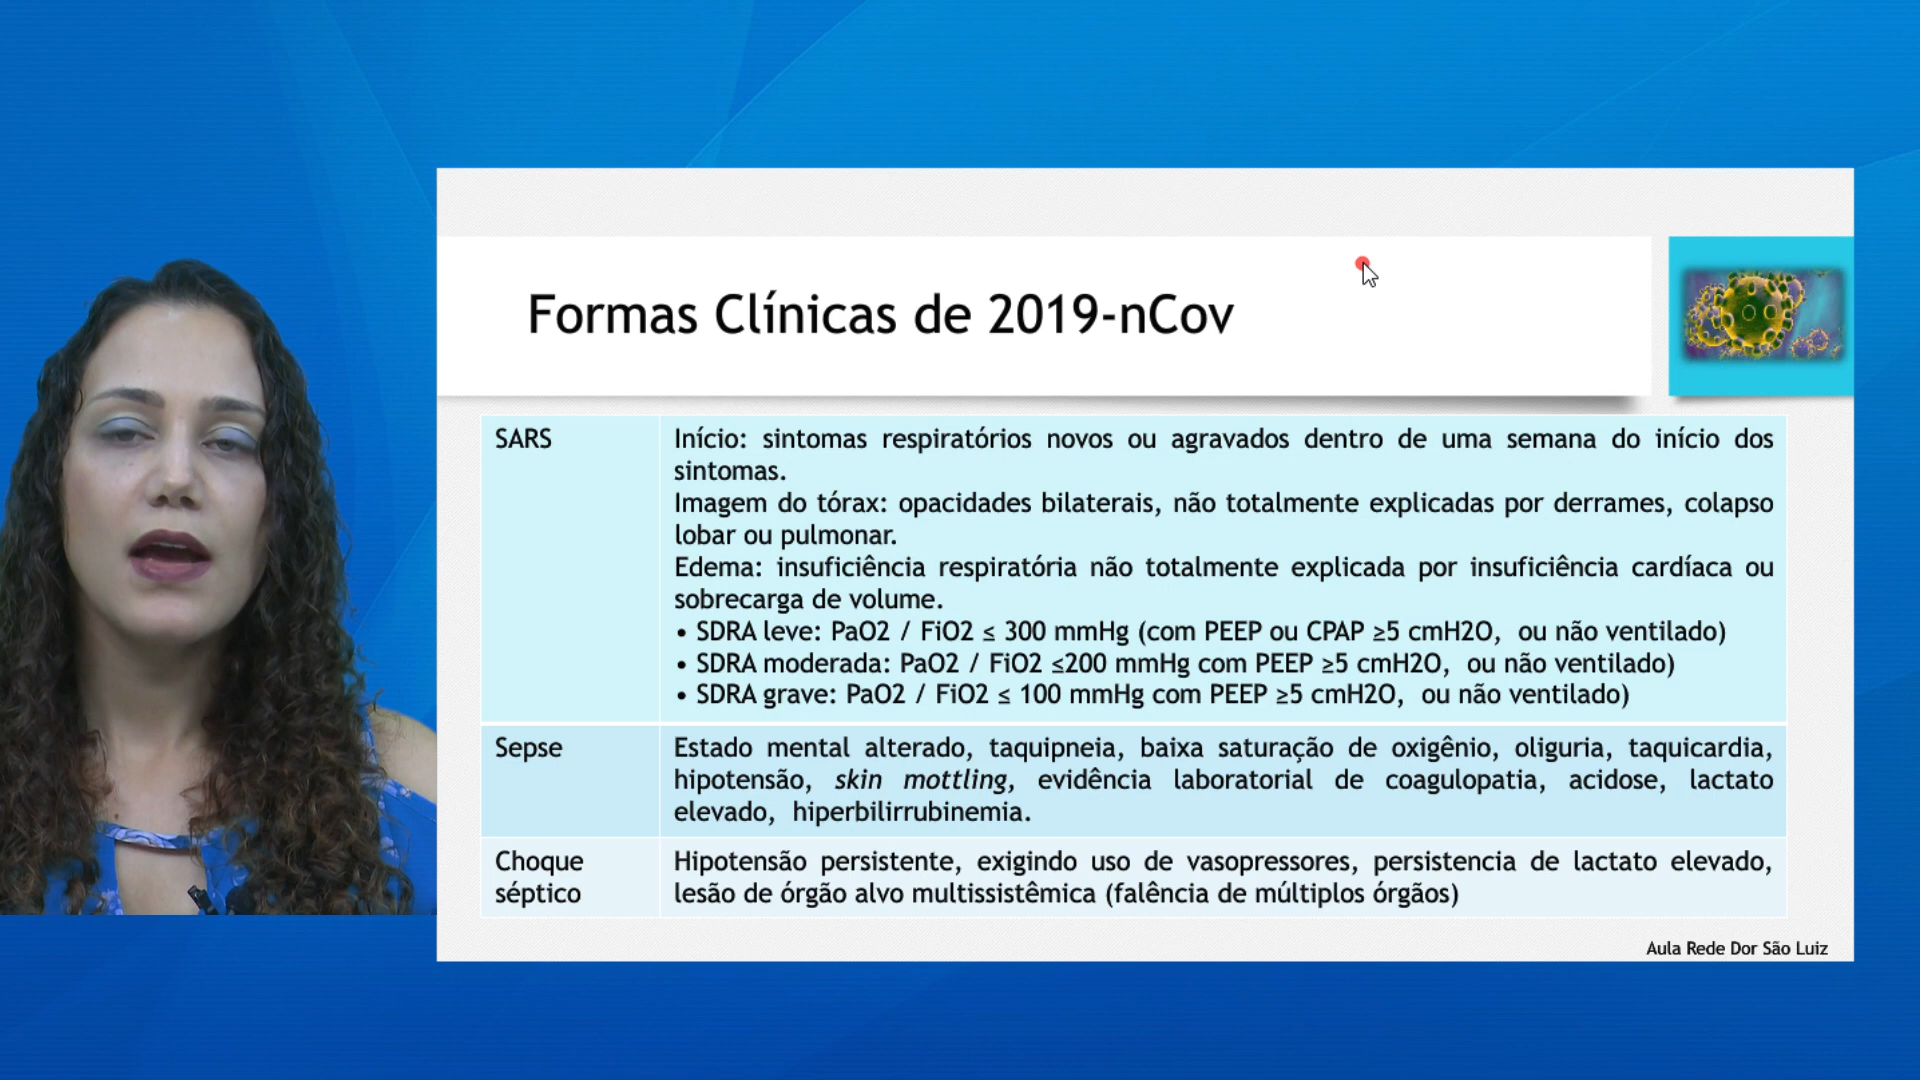 Formas Clínicas de 2019-nCov
SARS
Início: sintomas respiratórios novos ou agravados dentro de uma semana do início dos
sintomas.
Imagem do tórax: opacidades bilaterais, não totalmente explicadas por derrames, colapso
lobar ou pulmonar.
Edema: insuficiência respiratória não totalmente explicada por insuficiência cardíaca ou
sobrecarga de volume.
• SDRA leve: PaO2 / FiO2 ≤ 300 mmHg (com PEEP ou CPAP ≥5 cmH2O, ou não ventilado)
• SDRA moderada: PaO2 / FiO2 ≤200 mmHg com PEEP ≥5 cmH2O, ou não ventilado)
• SDRA grave: PaO2 / FiO2 ≤ 100 mmHg com PEEP ≥5 cmH2O, ou não ventilado)
Sepse
Estado mental alterado, taquipneia, baixa saturação de oxigênio, oliguria, taquicardia,
hipotensão, skin mottling, evidência laboratorial de coagulopatia, acidose, lactato
elevado, hiperbilirrubinemia.
Choque
séptico
Hipotensão persistente, exigindo uso de vasopressores, persistencia de lactato elevado,
lesão de órgão alvo multissistêmica (falência de múltiplos órgãos)
Aula Rede Dor São Luiz